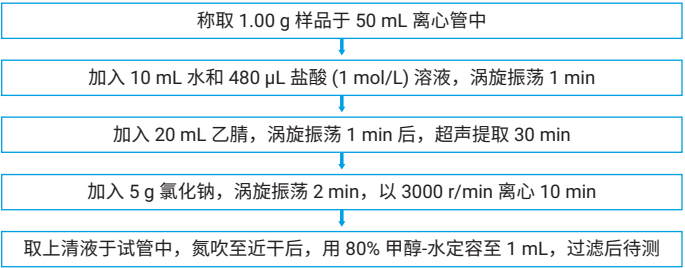 称取 1.00 g 样品于 50 mL 离心管中
加入 10 mL 水和 480 μL 盐酸 (1 mol/L) 溶液，涡旋振荡 1 min
加入 20 mL 乙腈，涡旋振荡 1 min 后，超声提取 30 min
加入 5 g 氯化钠，涡旋振荡 2 min，以 3000 r/min 离心 10 min
取上清液于试管中，氮吹至近干后，用 80% 甲醇-水定容至 1 mL，过滤后待测